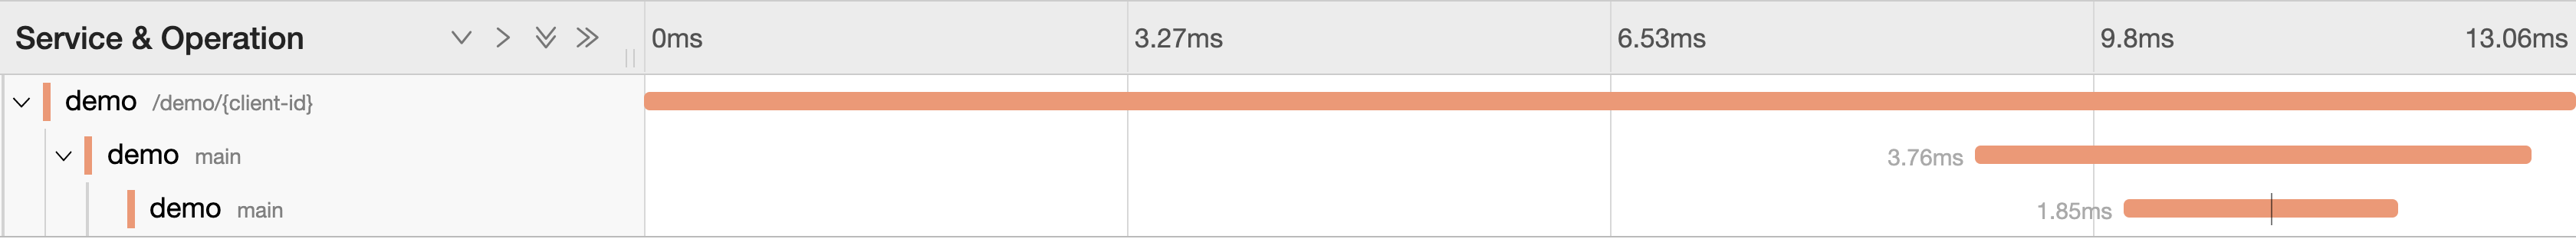 Service & Operation 0ms 3.27ms 6.53ms 9.8ms 13.06ms
demo /demo/{client-id}
demo main 3.76ms
demo main 1.85ms